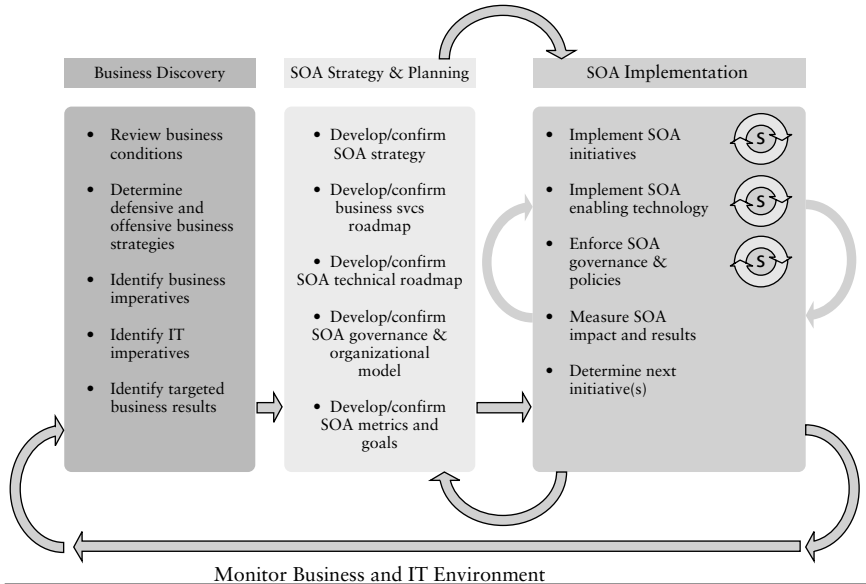 Business Discovery
SOA Strategy & Planning
SOA Implementation
• Review business
conditions
• Determine
defensive and
offensive business
strategies
• Identify business
imperatives
• Identify IT
imperatives
• Identify targeted
business results
• Develop/confirm
SOA strategy
• Develop/confirm
business svcs
roadmap
• Develop/confirm
SOA technical roadmap
• Develop/confirm
SOA governance &
organizational
model
• Develop/confirm
SOA metrics and
goals
• Implement SOA
initiatives
• Implement SOA
enabling technology
• Enforce SOA
governance &
policies
• Measure SOA
impact and results
• Determine next
initiative(s)
S
S
S
Monitor Business and IT Environment